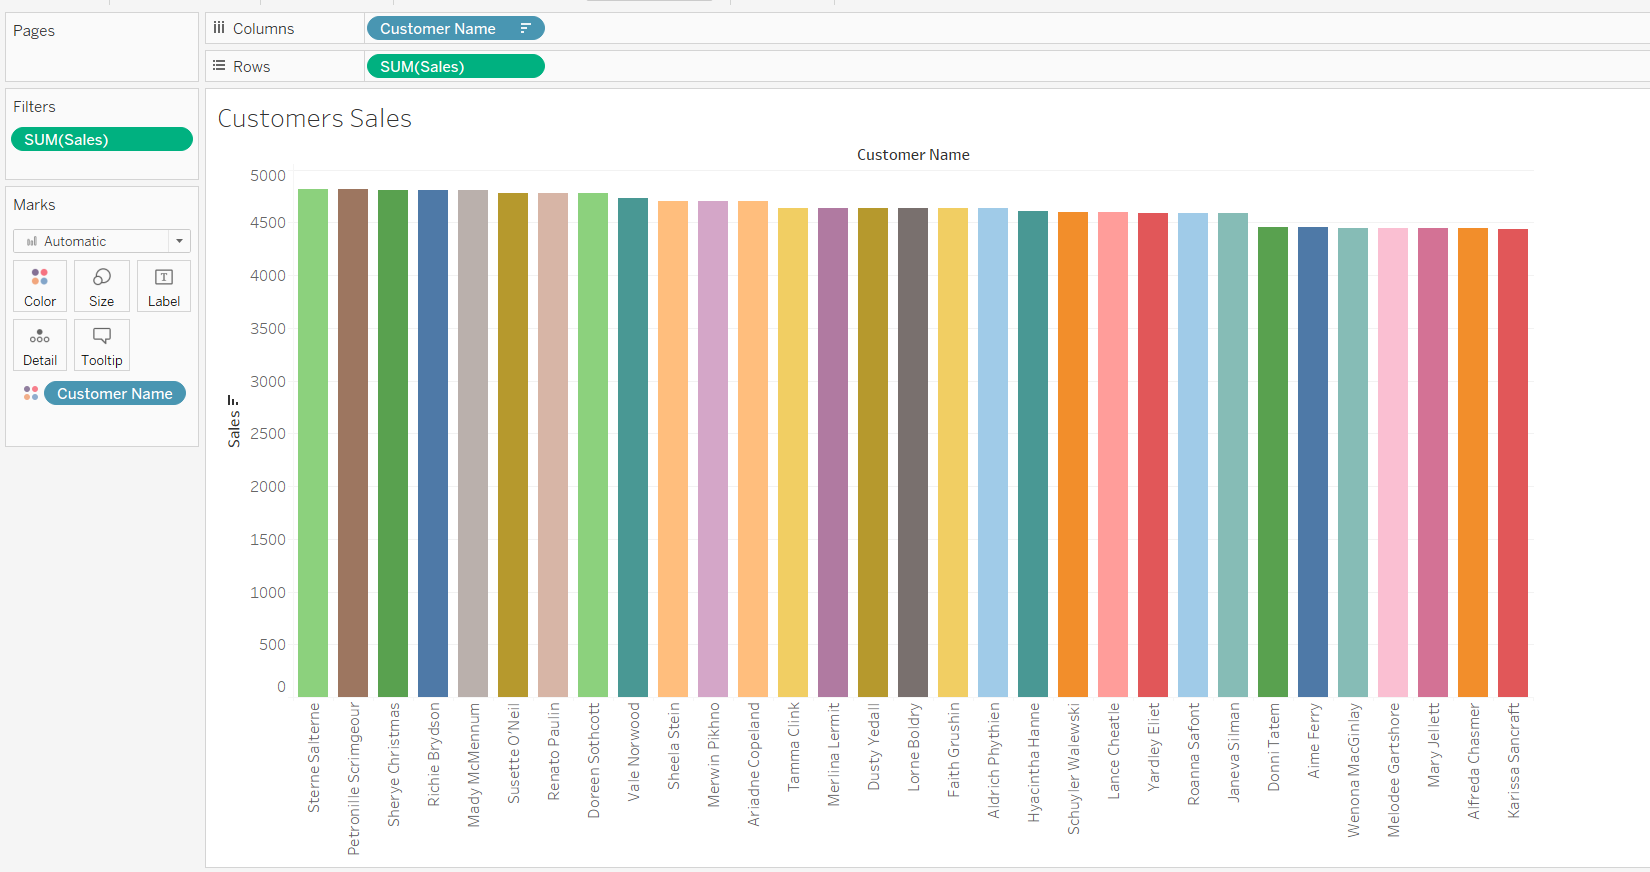 Pages
Columns
Customer Name
Rows
SUM(Sales)
Filters
SUM(Sales)
Marks
Automatic
Color
Size
T
Label
Detail
Tooltip
Customer Name
Customers Sales
Customer Name
5000
4500
4000
3500
3000
2500
2000
1500
1000
500
0
Sales
Sterne Salterne
Petronille Scrimgeour
Sherye Christmas
Richie Brydson
Mady McMennum
Susette O'Neil
Renato Paulin
Doreen Sothcott
Vale Norwood
Sheela Stein
Merwin Pikhno
Ariadne Copeland
Tamma Clink
Merlina Lermit
Dusty Yedall
Lorne Boldry
Faith Grushin
Aldrich Phythien
Hyacintha Hanne
Schuyler Walewski
Lance Cheatle
Yardley Eliet
Roanna Safont
Janeva Silman
Donni Tatem
Aime Ferry
Wenona MacGinlay
Melodee Gartshore
Mary Jellett
Alfreda Chasmer
Karissa Sancraft